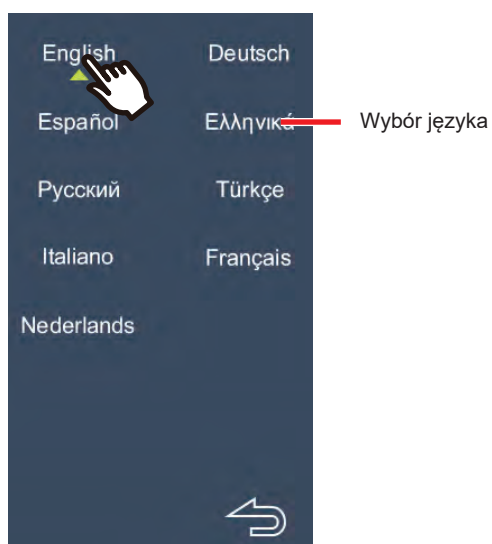 English Deutsch
Español Ελληνικά Wybór języka
Русский Türkçe
Italiano Français
Nederlands